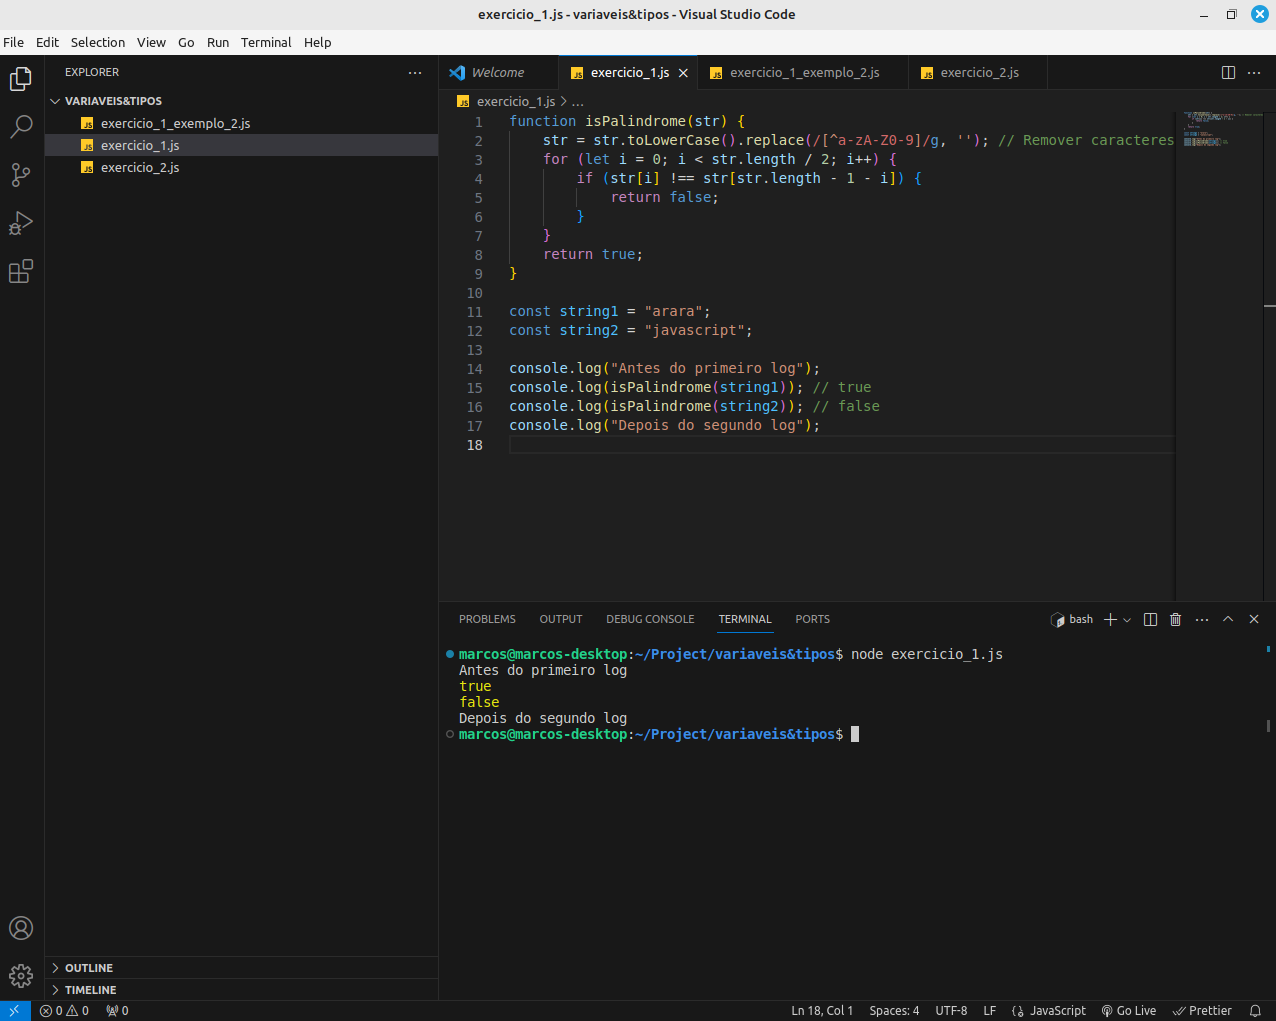 exercicio_1.js - variaveis&tipos - Visual Studio Code
File Edit Selection View Go Run Terminal Help
EXPLORER
VARIAVEIS&TIPOS
exercicio_1_exemplo_2.js
exercicio_1.js
exercicio_2.js
OUTLINE
TIMELINE
Welcome exercicio_1.js exercicio_1_exemplo_2.js exercicio_2.js
exercicio_1.js > ...
1 function isPalindrome(str) {
2     str = str.toLowerCase().replace(/[^a-zA-Z0-9]/g, ''); // Remover caracteres
3     for (let i = 0; i < str.length / 2; i++) {
4         if (str[i] !== str[str.length - 1 - i]) {
5             return false;
6         }
7     }
8     return true;
9 }
10
11 const string1 = "arara";
12 const string2 = "javascript";
13
14 console.log("Antes do primeiro log");
15 console.log(isPalindrome(string1)); // true
16 console.log(isPalindrome(string2)); // false
17 console.log("Depois do segundo log");
18
PROBLEMS OUTPUT DEBUG CONSOLE TERMINAL PORTS bash
marcos@marcos-desktop:~/Project/variaveis&tipos$ node exercicio_1.js
Antes do primeiro log
true
false
Depois do segundo log
marcos@marcos-desktop:~/Project/variaveis&tipos$
0 0 0 Ln 18, Col 1 Spaces: 4 UTF-8 LF JavaScript Go Live Prettier